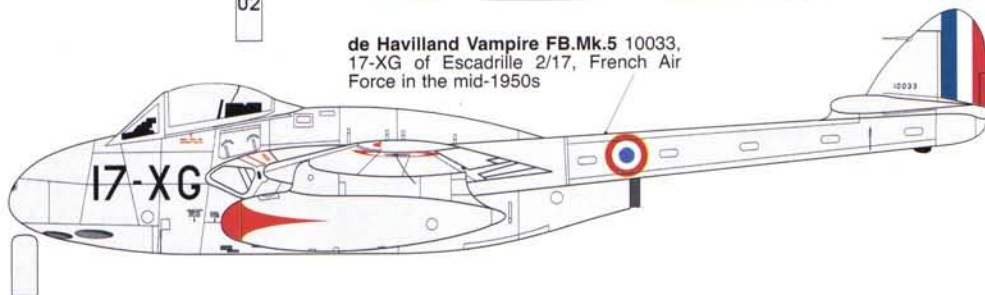 U2
de Havilland Vampire FB.Mk.5 10033,
17-XG of Escadrille 2/17, French Air
Force in the mid-1950s
10033
17-XG